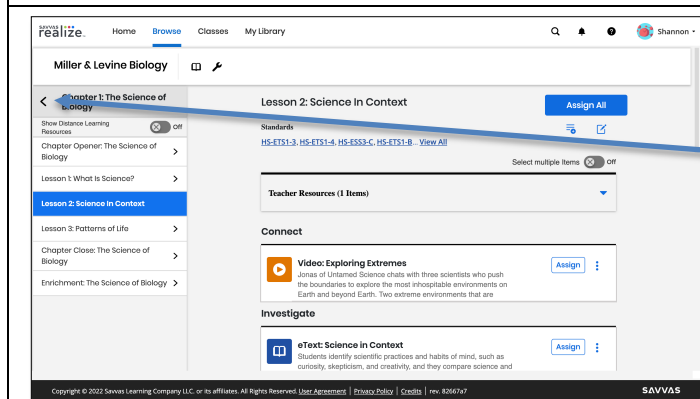 SAVVAS
realize™ Home Browse Classes My Library Shannon
Miller & Levine Biology
Chapter 1: The Science of
Biology
Show Distance Learning
Resources
Off
Chapter Opener: The Science of
Biology
Lesson 1: What Is Science?
Lesson 2: Science In Context
Lesson 3: Patterns of Life
Chapter Close: The Science of
Biology
Enrichment: The Science of Biology
Lesson 2: Science In Context
Assign All
Standards
HS-ETS1-3, HS-ETS1-4, HS-ESS3-C, HS-ETS1-B... View All
Select multiple Items Off
Teacher Resources (1 Items)
Connect
Video: Exploring Extremes
Assign
Jonas of Untamed Science chats with three scientists who push
the boundaries to explore the most inhospitable environments on
Earth and beyond Earth. Two extreme environments that are
Investigate
eText: Science in Context
Assign
Students identify scientific practices and habits of mind, such as
curiosity, skepticism, and creativity, and they compare science and
Copyright © 2022 Savvas Learning Company LLC. or its affiliates. All Rights Reserved. User Agreement | Privacy Policy | Credits | rev. 82667a7
SAVVAS